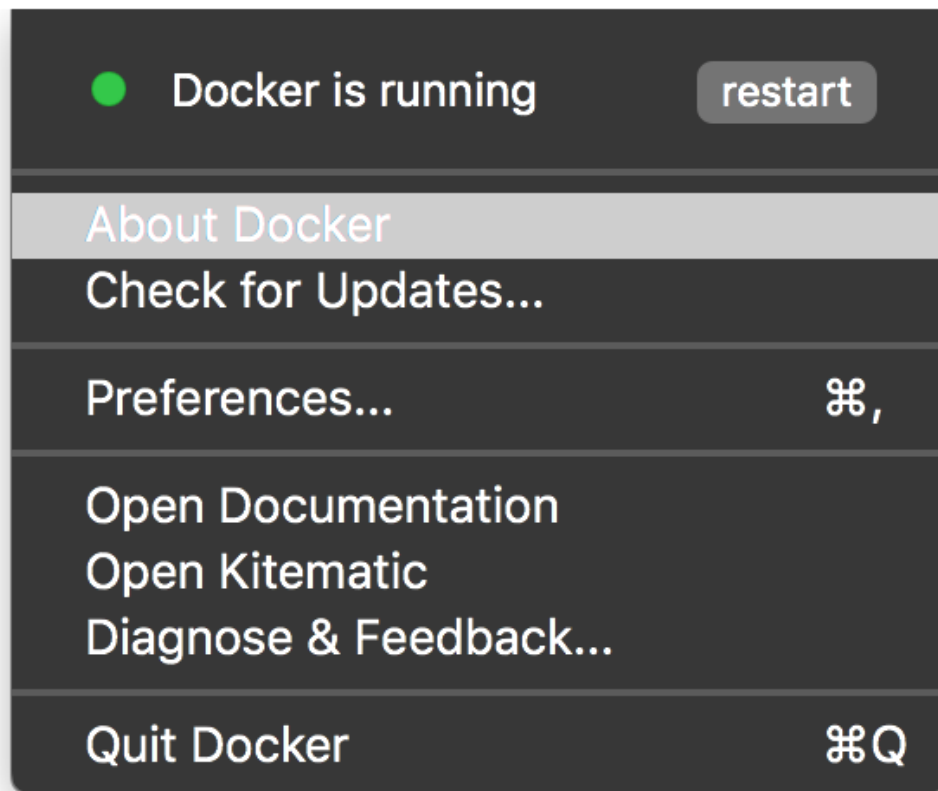 Docker is running restart
About Docker
Check for Updates...
Preferences... ⌘,
Open Documentation
Open Kitematic
Diagnose & Feedback...
Quit Docker ⌘Q